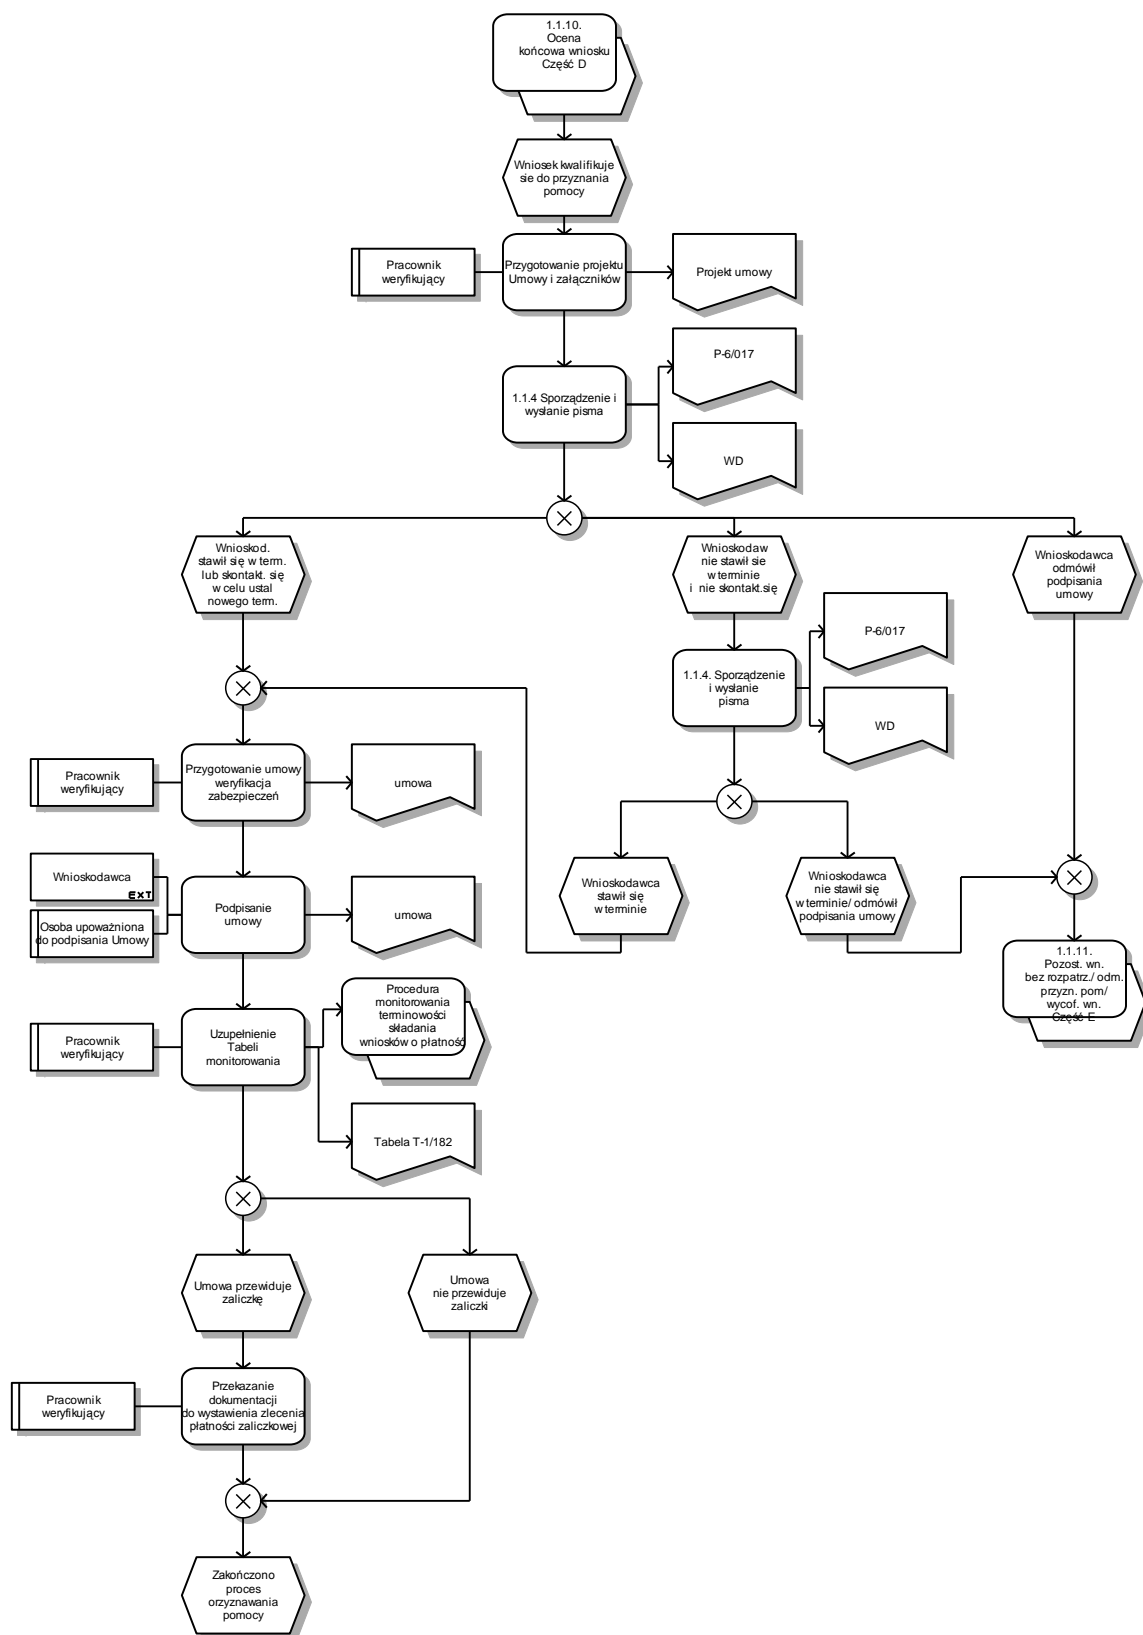 1.1.10.
Ocena
końcowa wniosku
Część D
Wniosek kwalifikuje
sie do przyznania
pomocy
Pracownik
weryfikujący
Przygotowanie projektu
Umowy i załączników
Projekt umowy
P-6/017
1.1.4 Sporządzenie i
wysłanie pisma
WD
Wnioskod.
stawił się w term.
lub skontakt. się
w celu ustal
nowego term.
Wnioskodaw
nie stawił sie
w terminie
i nie skontakt.się
Wnioskodawca
odmówił
podpisania
umowy
P-6/017
1.1.4. Sporządzenie
i wysłanie
pisma
WD
Pracownik
weryfikujący
Przygotowanie umowy
weryfikacja
zabezpieczeń
umowa
Wnioskodawca
EXT
Osoba upoważniona
do podpisania Umowy
Podpisanie
umowy
umowa
Wnioskodawca
stawił się
w terminie
Wnioskodawca
nie stawił się
w terminie/ odmówił
podpisania umowy
1.1.11.
Pozost. wn.
bez rozpatrz./ odm.
przyzn. pom/
wycof. wn.
Część E
Pracownik
weryfikujący
Uzupełnienie
Tabeli
monitorowania
Procedura
monitorowania
terminowości
składania
wniosków o płatność
Tabela T-1/182
Umowa przewiduje
zaliczkę
Umowa
nie przewiduje
zaliczki
Pracownik
weryfikujący
Przekazanie
dokumentacji
do wystawienia zlecenia
płatności zaliczkowej
Zakończono
proces
orzyznawania
pomocy